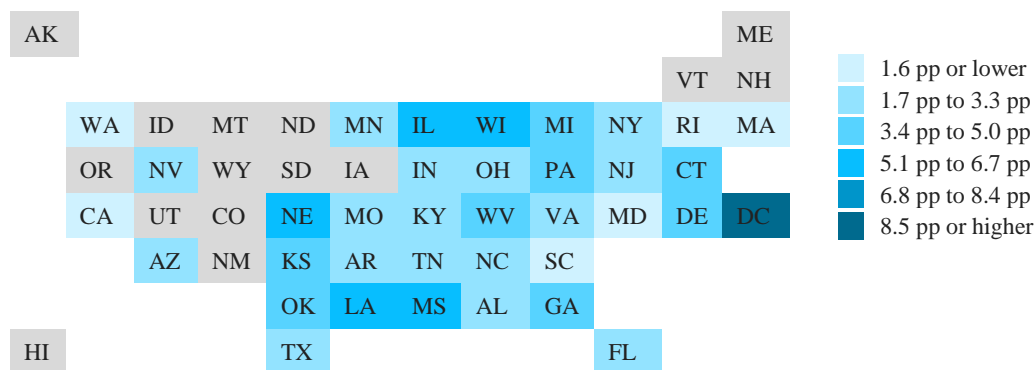 AK ME
VT NH
WA ID MT ND MN IL WI MI NY RI MA
OR NV WY SD IA IN OH PA NJ CT
CA UT CO NE MO KY WV VA MD DE DC
AZ NM KS AR TN NC SC
OK LA MS AL GA
HI TX FL
1.6 pp or lower
1.7 pp to 3.3 pp
3.4 pp to 5.0 pp
5.1 pp to 6.7 pp
6.8 pp to 8.4 pp
8.5 pp or higher